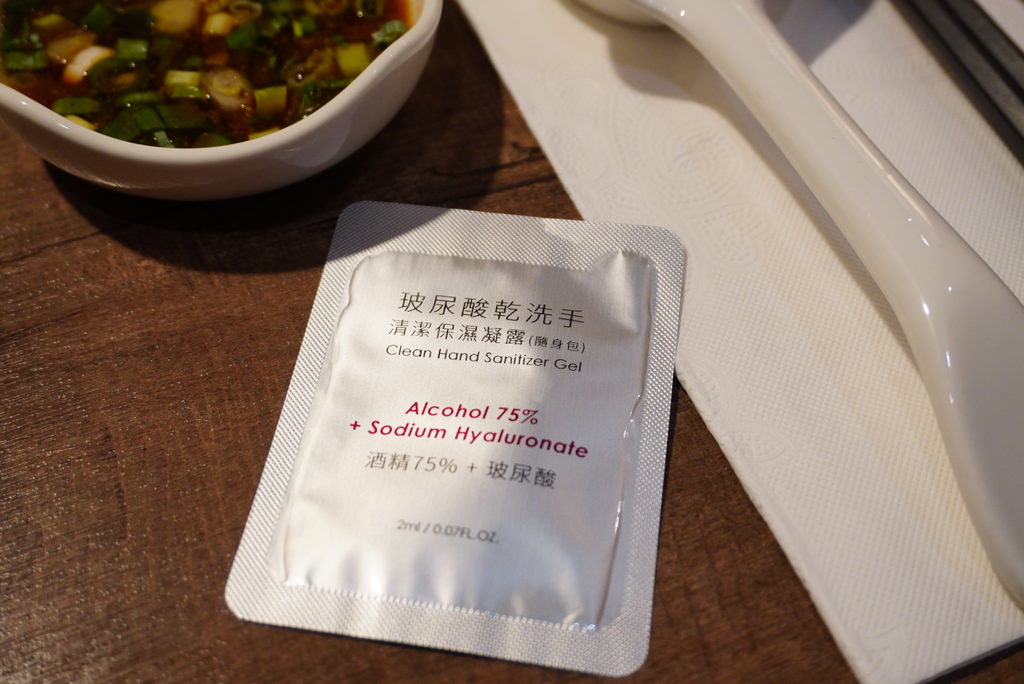 玻尿酸乾洗手
清潔保濕凝露(隨身包)
Clean Hand Sanitizer Gel
Alcohol 75%
+ Sodium Hyaluronate
酒精75% + 玻尿酸
2ml / 0.07FL.OZ.